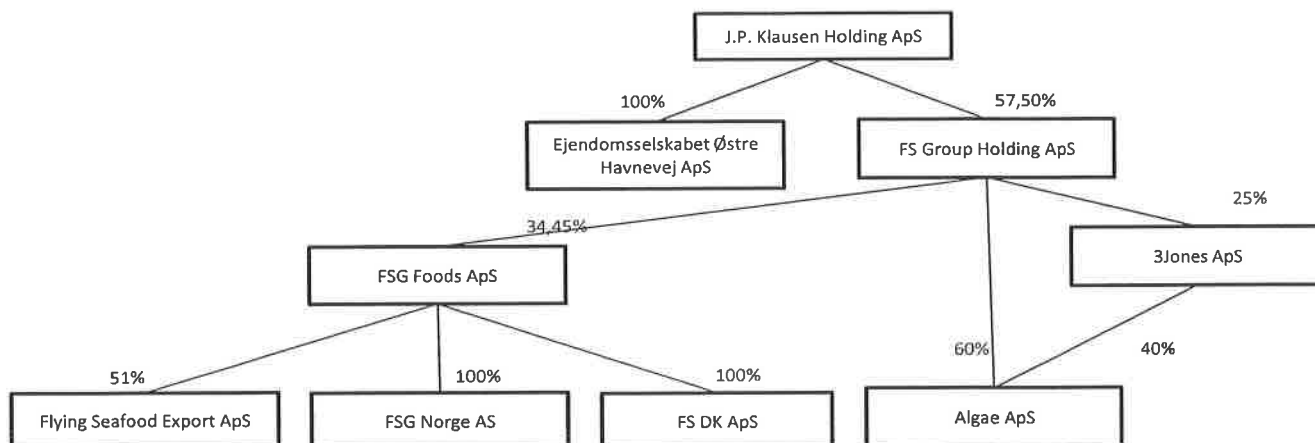 J.P. Klausen Holding ApS
100%
57,50%
Ejendomsselskabet Østre
Havnevej ApS
FS Group Holding ApS
25%
34,45%
FSG Foods ApS
3Jones ApS
60%
40%
51%
100%
100%
Flying Seafood Export ApS
FSG Norge AS
FS DK ApS
Algae ApS